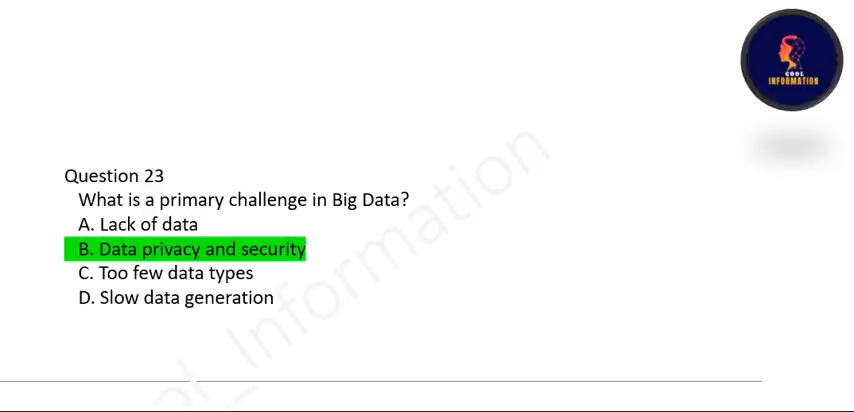 COOL
INFORMATION
Question 23
What is a primary challenge in Big Data?
A. Lack of data
B. Data privacy and security
C. Too few data types
D. Slow data generation
ol_Information